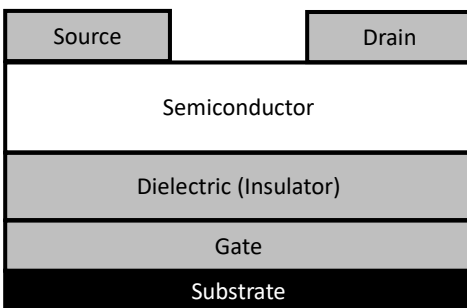 Source
Drain
Semiconductor
Dielectric (Insulator)
Gate
Substrate